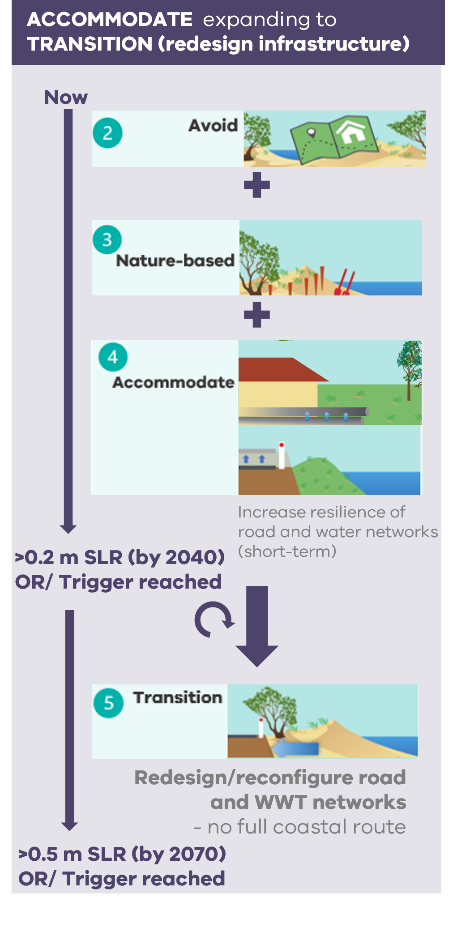 ACCOMMODATE expanding to
TRANSITION (redesign infrastructure)
Now
2
Avoid
+
3
Nature-based
+
4
Accommodate
Increase resilience of
road and water networks
(short-term)
>0.2 m SLR (by 2040)
OR/ Trigger reached
5
Transition
Redesign/reconfigure road
and WWT networks
- no full coastal route
>0.5 m SLR (by 2070)
OR/ Trigger reached